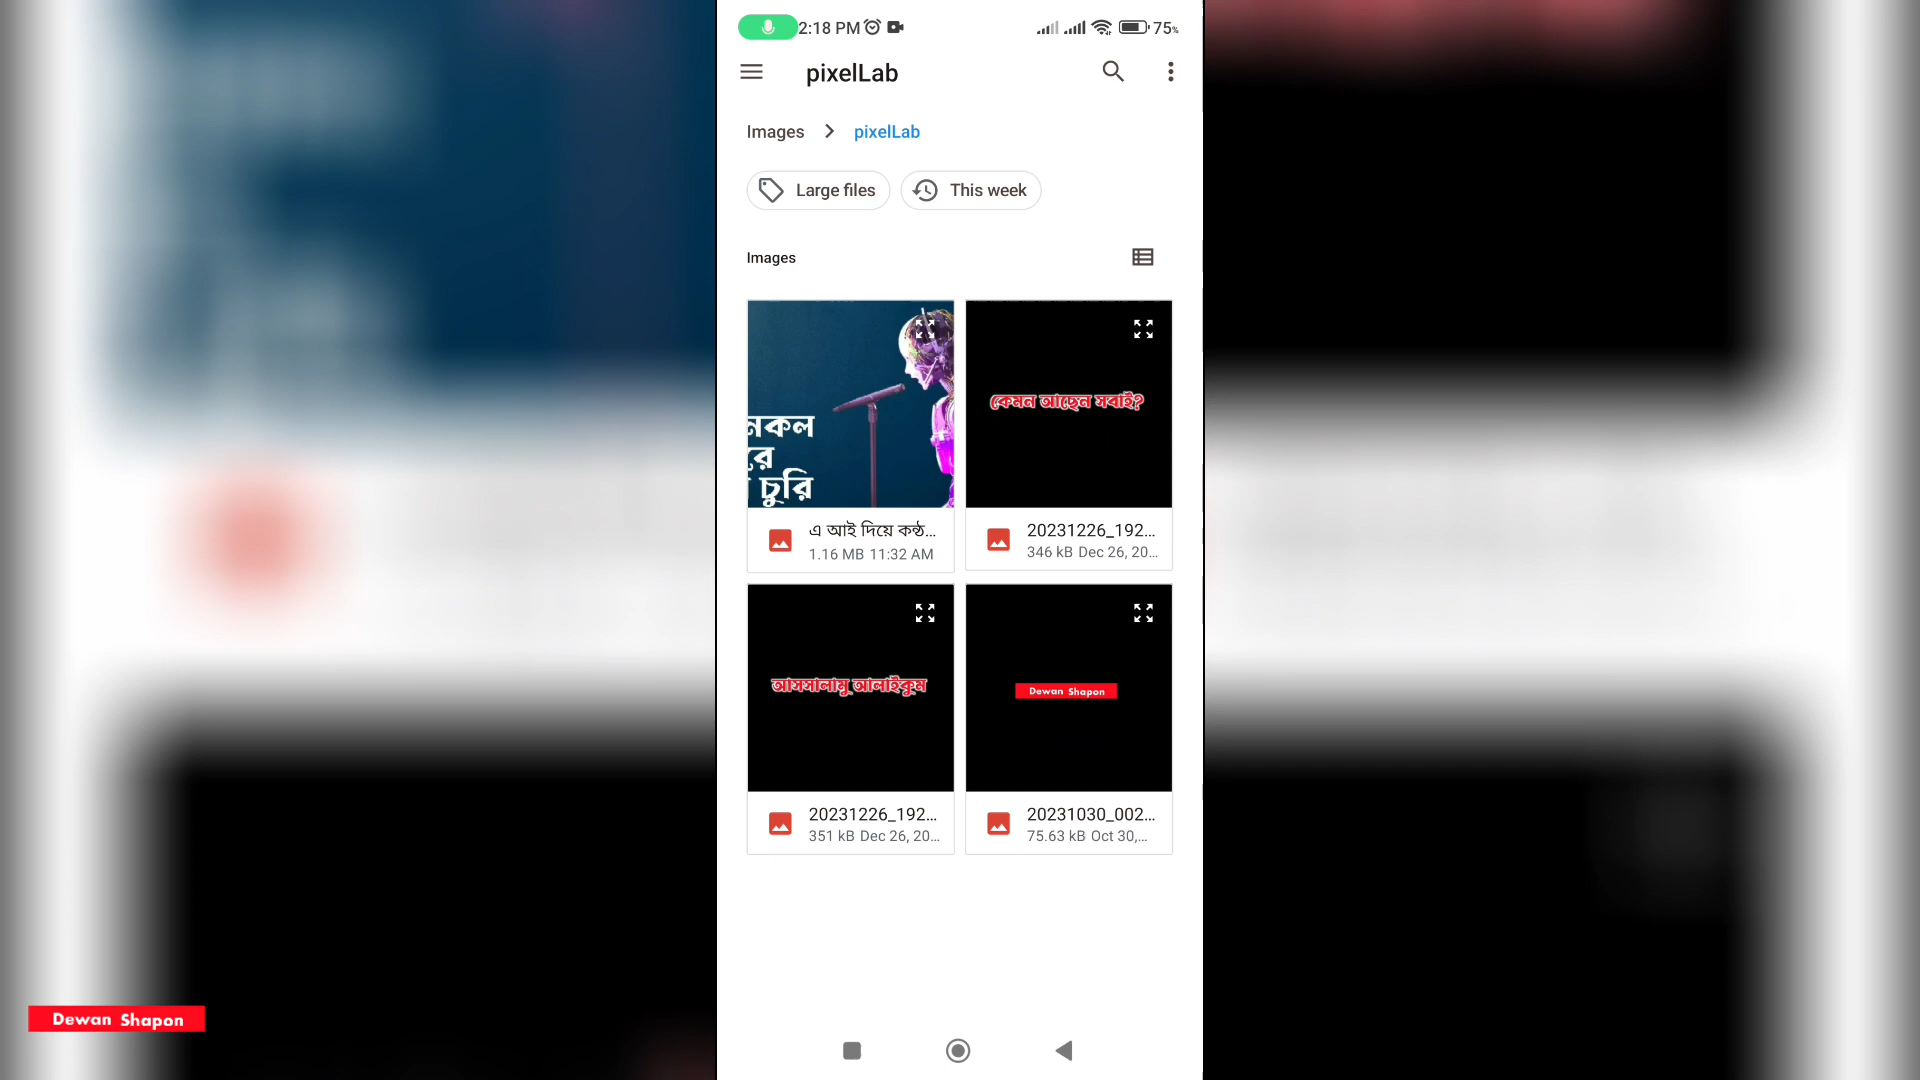 2:18 PM
75%
pixelLab
Images
pixelLab
Large files
This week
Images
নকল
রে
চুরি
কেমন আছেন সবাই?
এ আই দিয়ে কন্ঠ...
1.16 MB 11:32 AM
20231226_192...
346 kB Dec 26, 20...
আসসালামু আলাইকুম
Dewan Shapon
20231226_192...
351 kB Dec 26, 20...
20231030_002...
75.63 kB Oct 30,...
Dewan Shapon